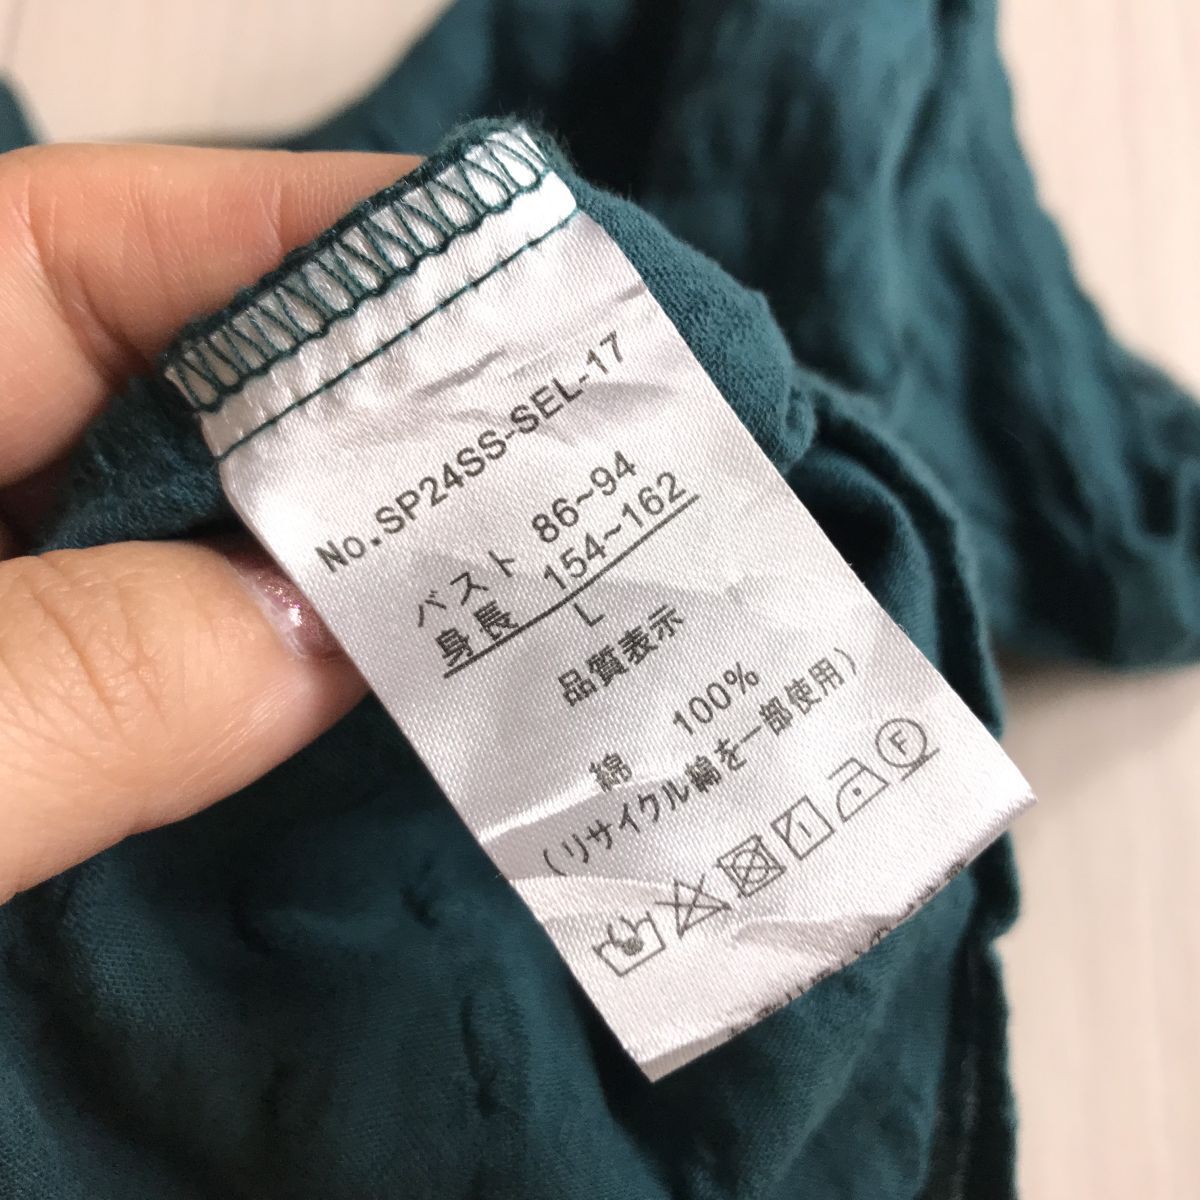 No.SP24SS-SEL-17
バスト 86~94
身長 154~162
L
品質表示
綿 100%
(リサイクル綿を一部使用)
F